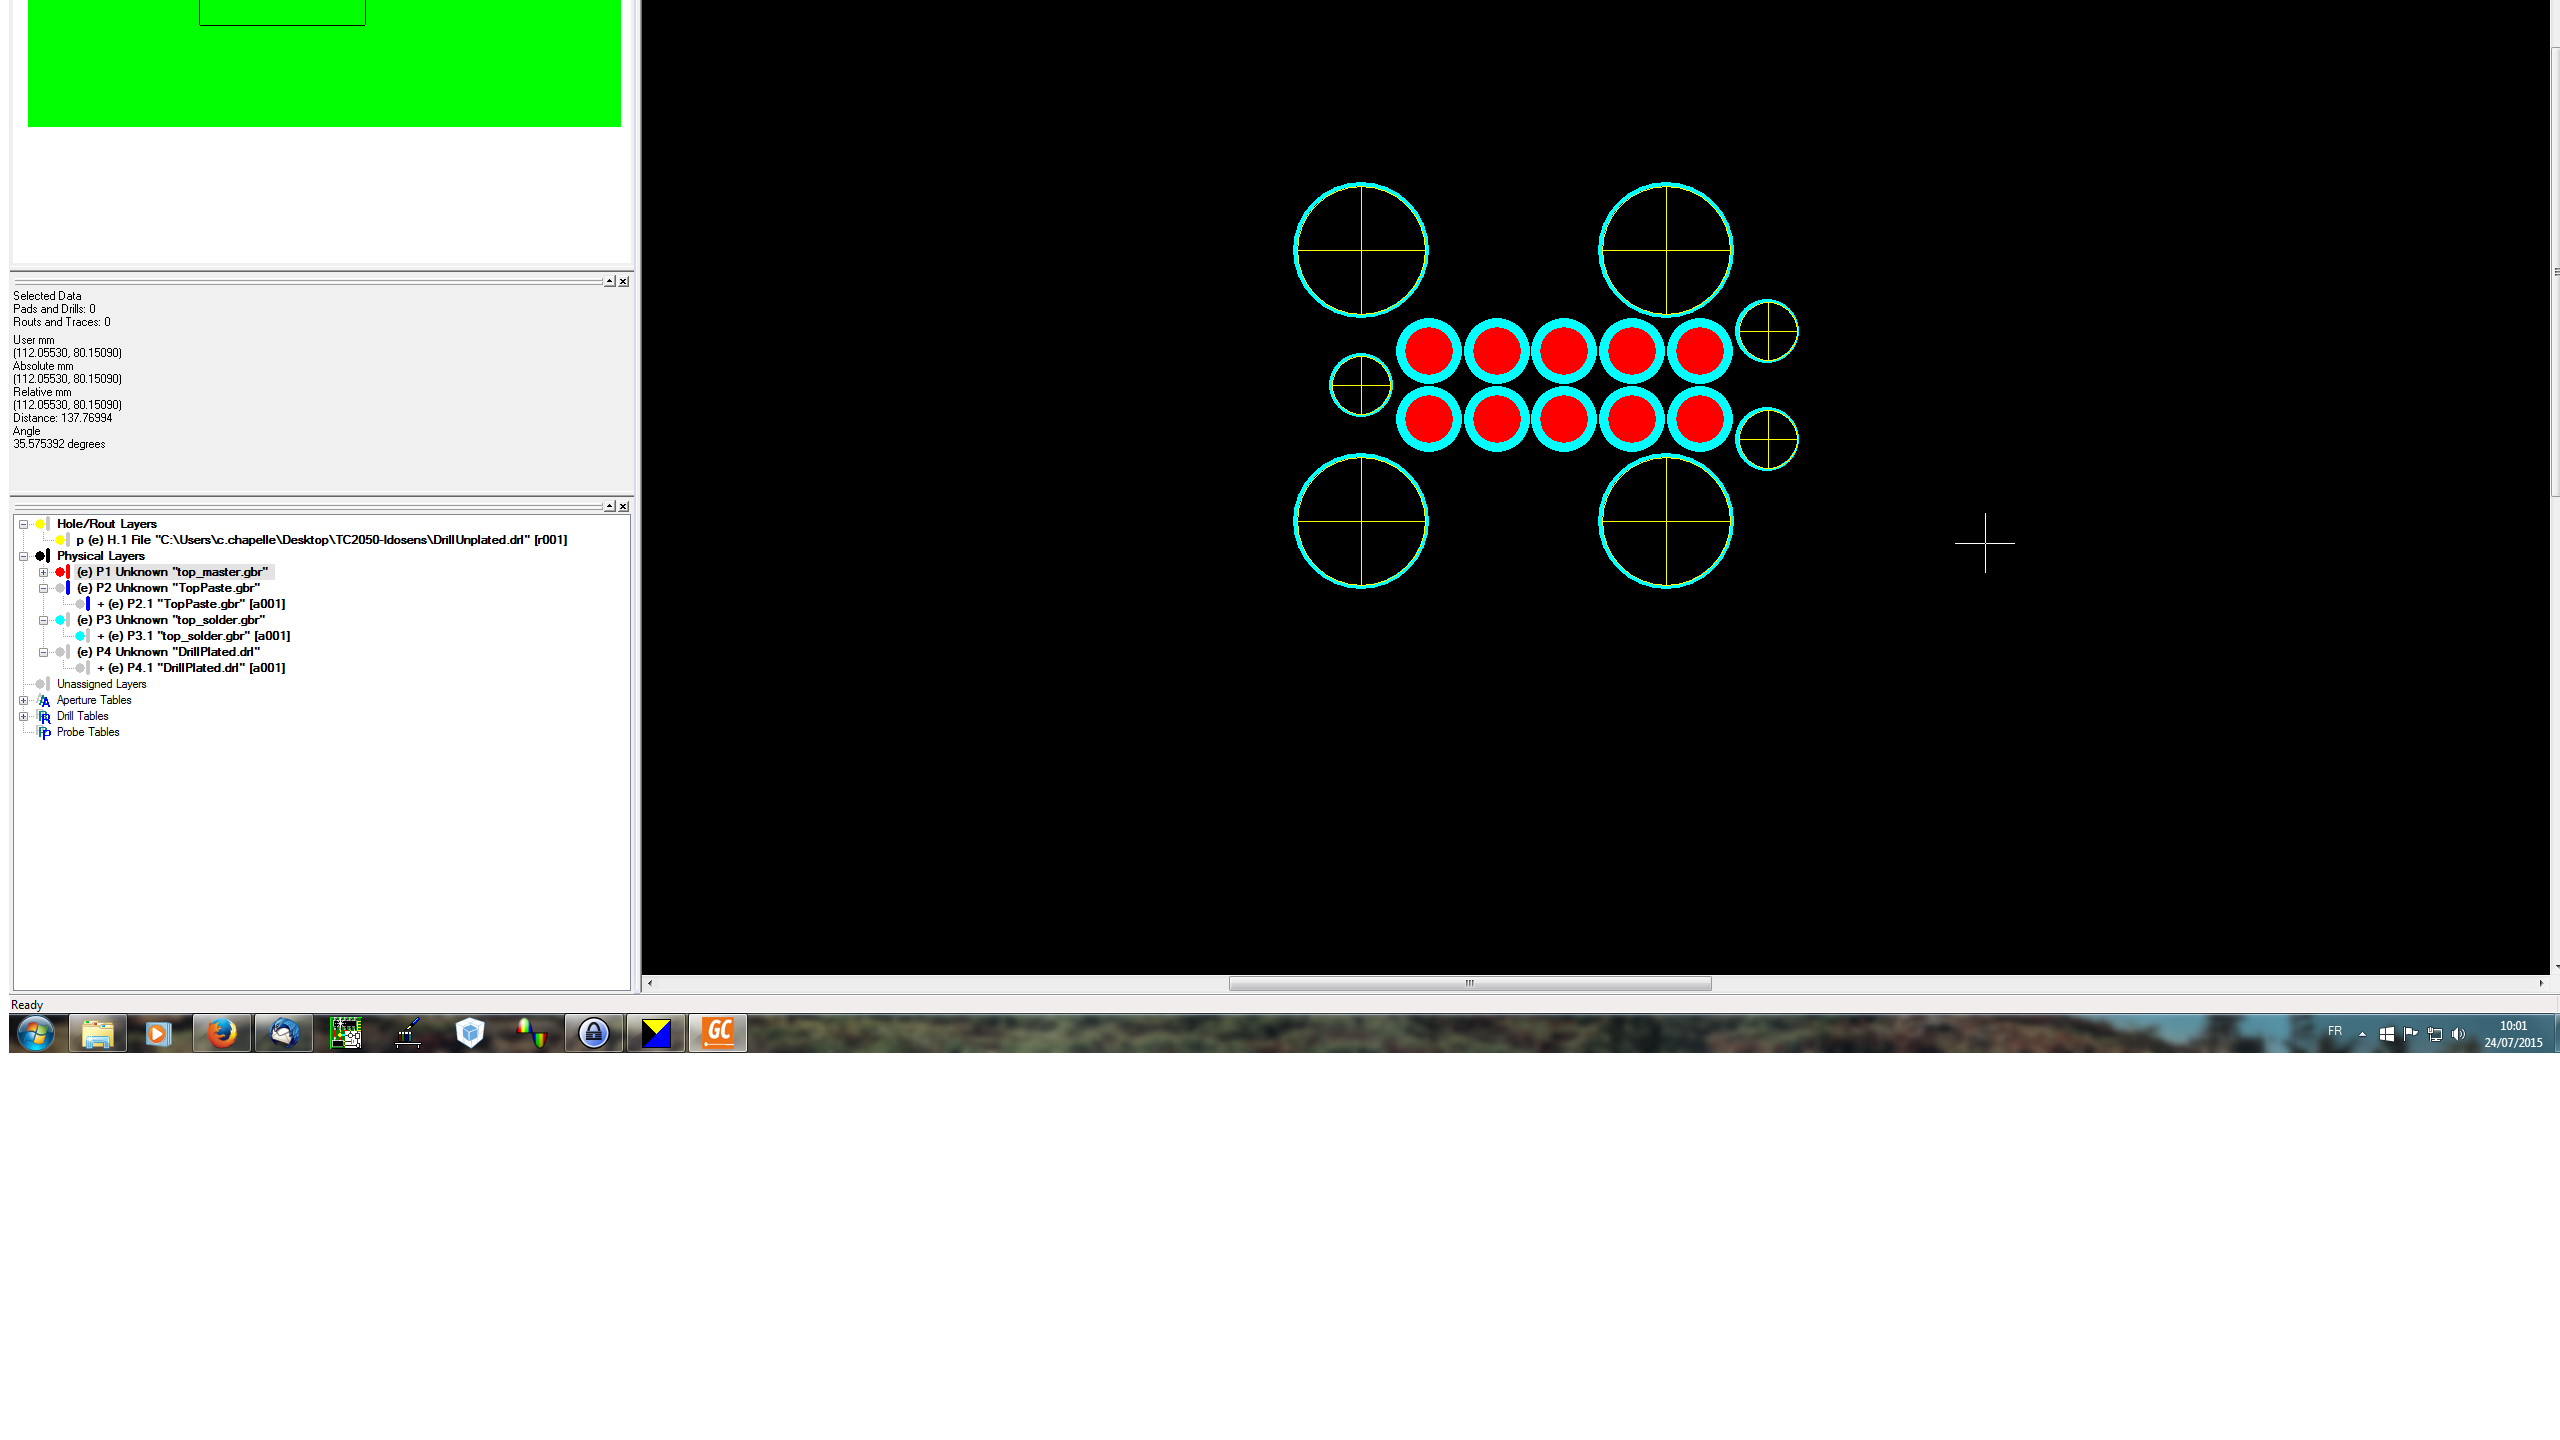 Selected Data
Pads and Drills: 0
Routs and Traces: 0
User mm
(112.05530, 80.15090)
Absolute mm
(112.05530, 80.15090)
Relative mm
(112.05530, 80.15090)
Distance: 137.76994
Angle
35.575392 degrees
Hole/Rout Layers
p (e) H.1 File "C:\Users\c.chapelle\Desktop\TC2050-Idosens\DrillUnplated.drl" [r001]
Physical Layers
(e) P1 Unknown "top_master.gbr"
(e) P2 Unknown "TopPaste.gbr"
+ (e) P2.1 "TopPaste.gbr" [a001]
(e) P3 Unknown "top_solder.gbr"
+ (e) P3.1 "top_solder.gbr" [a001]
(e) P4 Unknown "DrillPlated.drl"
+ (e) P4.1 "DrillPlated.drl" [a001]
Unassigned Layers
Aperture Tables
Drill Tables
Probe Tables
Ready
GC
FR
10:01
24/07/2015